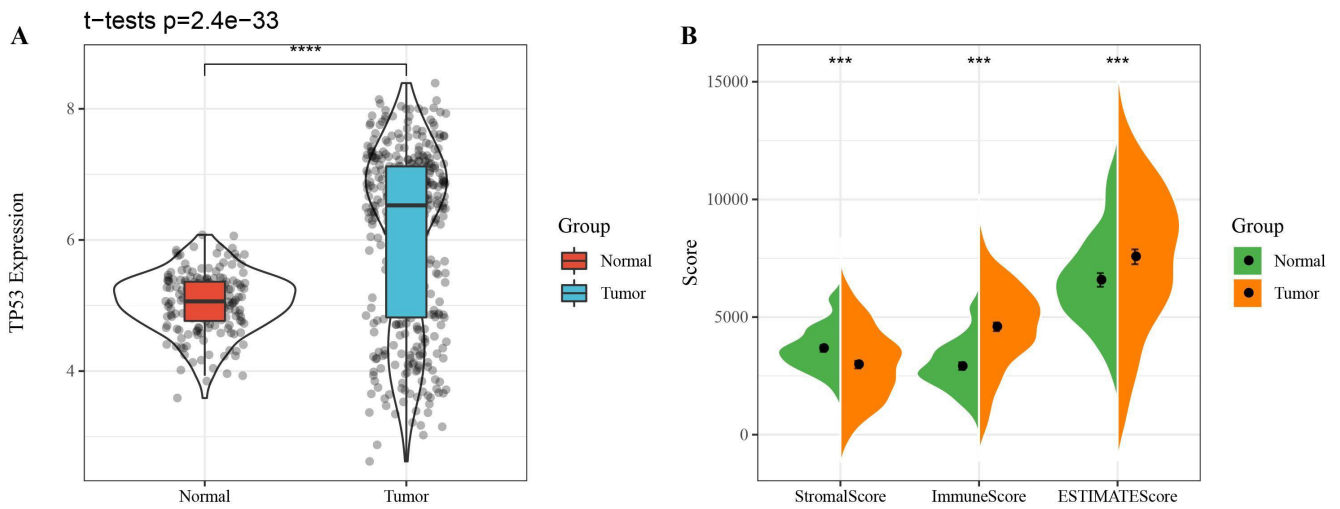 t−tests p=2.4e−33
A
****
8
6
4
TP53 Expression
Normal
Tumor
Group
Normal
Tumor
B
***
***
***
15000
10000
5000
0
Score
StromalScore
ImmuneScore
ESTIMATEScore
Group
Normal
Tumor